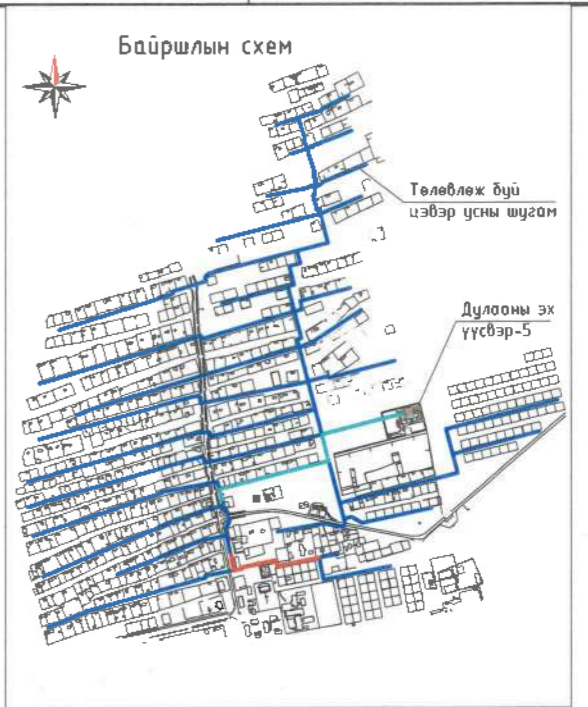 Байршлын схем
Төлөвлөж буй
цэвэр усны шугам
Дулааны эх
үүсвэр-5